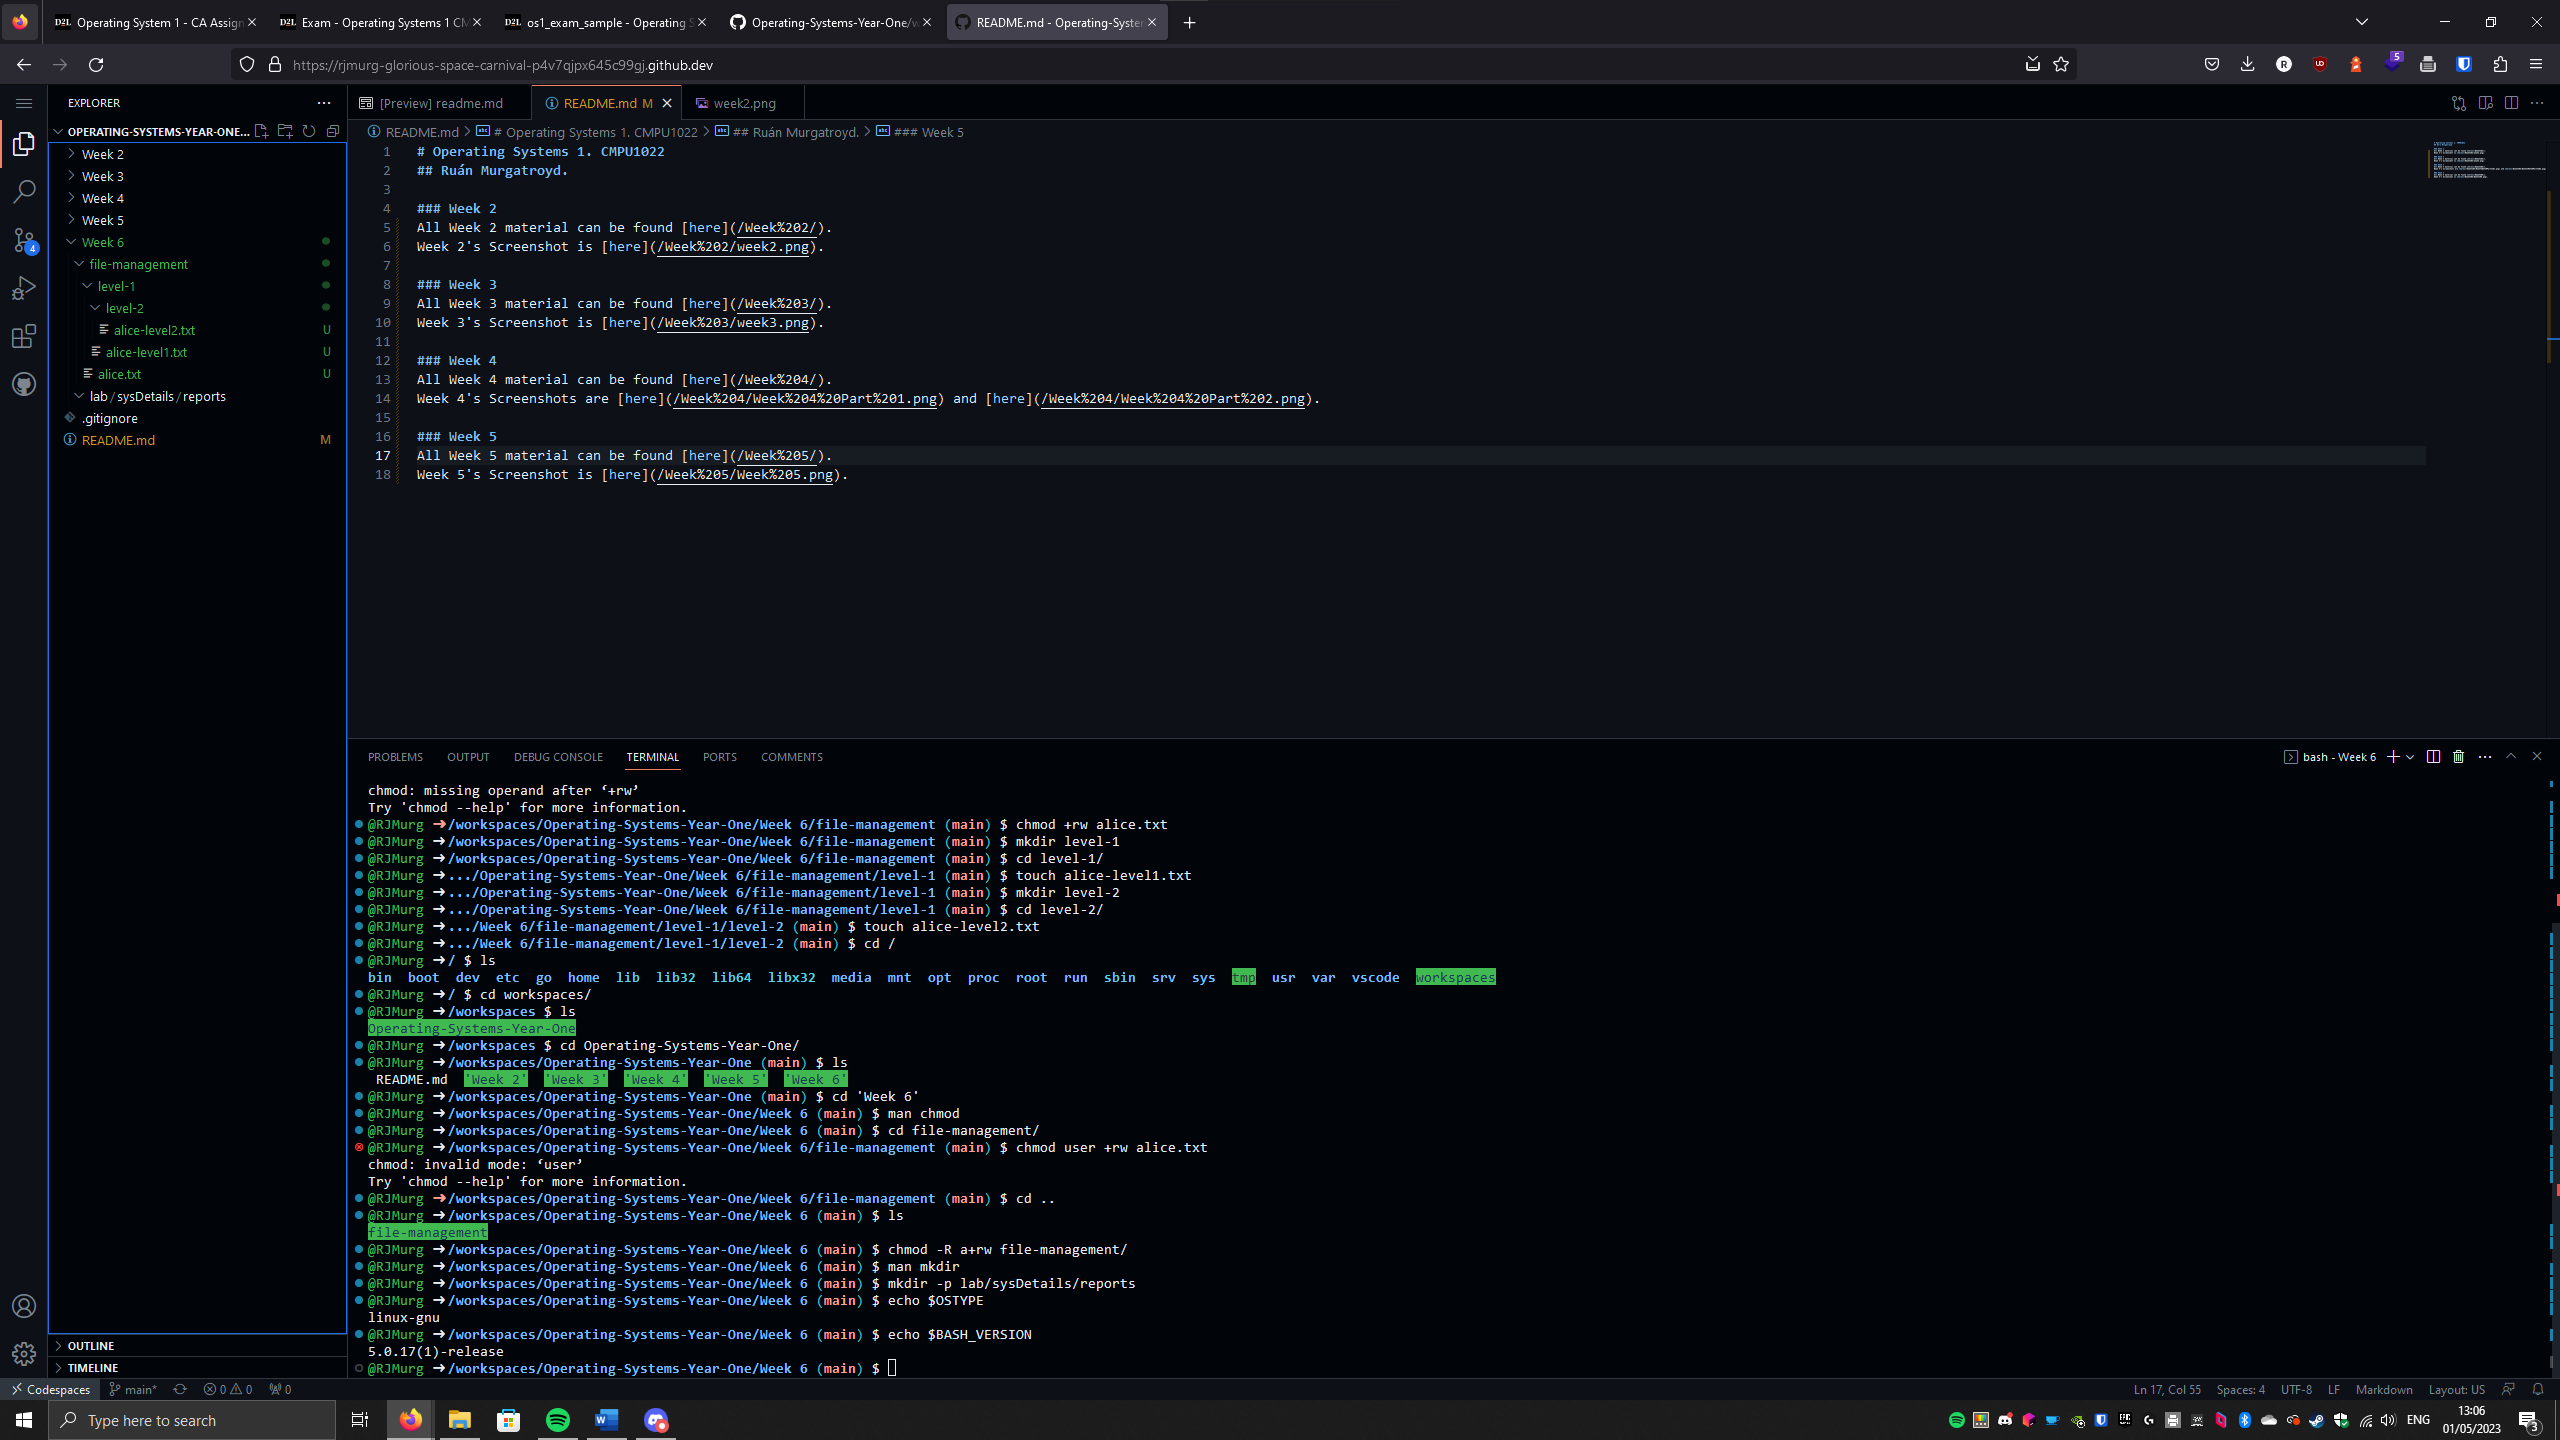 Operating System 1 - CA Assign
Exam - Operating Systems 1 CM
os1_exam_sample - Operating S
Operating-Systems-Year-One/w
README.md - Operating-System
https://rjmurg-glorious-space-carnival-p4v7qjpx645c99gj.github.dev
5
EXPLORER
[Preview] readme.md
README.md M
week2.png
OPERATING-SYSTEMS-YEAR-ONE...
README.md > # Operating Systems 1. CMPU1022 > ## Ruán Murgatroyd. > ### Week 5
Week 2
Week 3
Week 4
Week 5
Week 6
file-management
level-1
level-2
alice-level2.txt U
alice-level1.txt U
alice.txt U
lab / sysDetails / reports
.gitignore
README.md M
4
1 # Operating Systems 1. CMPU1022
2 ## Ruán Murgatroyd.
3
4 ### Week 2
5 All Week 2 material can be found [here](/Week%202/).
6 Week 2's Screenshot is [here](/Week%202/week2.png).
7
8 ### Week 3
9 All Week 3 material can be found [here](/Week%203/).
10 Week 3's Screenshot is [here](/Week%203/week3.png).
11
12 ### Week 4
13 All Week 4 material can be found [here](/Week%204/).
14 Week 4's Screenshots are [here](/Week%204/Week%204%20Part%201.png) and [here](/Week%204/Week%204%20Part%202.png).
15
16 ### Week 5
17 All Week 5 material can be found [here](/Week%205/).
18 Week 5's Screenshot is [here](/Week%205/Week%205.png).
PROBLEMS OUTPUT DEBUG CONSOLE TERMINAL PORTS COMMENTS
bash - Week 6
chmod: missing operand after ‘+rw’
Try 'chmod --help' for more information.
@RJMurg ➜/workspaces/Operating-Systems-Year-One/Week 6/file-management (main) $ chmod +rw alice.txt
@RJMurg ➜/workspaces/Operating-Systems-Year-One/Week 6/file-management (main) $ mkdir level-1
@RJMurg ➜/workspaces/Operating-Systems-Year-One/Week 6/file-management (main) $ cd level-1/
@RJMurg ➜.../Operating-Systems-Year-One/Week 6/file-management/level-1 (main) $ touch alice-level1.txt
@RJMurg ➜.../Operating-Systems-Year-One/Week 6/file-management/level-1 (main) $ mkdir level-2
@RJMurg ➜.../Operating-Systems-Year-One/Week 6/file-management/level-1 (main) $ cd level-2/
@RJMurg ➜.../Week 6/file-management/level-1/level-2 (main) $ touch alice-level2.txt
@RJMurg ➜.../Week 6/file-management/level-1/level-2 (main) $ cd /
@RJMurg ➜/ $ ls
bin boot dev etc go home lib lib32 lib64 libx32 media mnt opt proc root run sbin srv sys tmp usr var vscode workspaces
@RJMurg ➜/ $ cd workspaces/
@RJMurg ➜/workspaces $ ls
Operating-Systems-Year-One
@RJMurg ➜/workspaces $ cd Operating-Systems-Year-One/
@RJMurg ➜/workspaces/Operating-Systems-Year-One (main) $ ls
README.md 'Week 2' 'Week 3' 'Week 4' 'Week 5' 'Week 6'
@RJMurg ➜/workspaces/Operating-Systems-Year-One (main) $ cd 'Week 6'
@RJMurg ➜/workspaces/Operating-Systems-Year-One/Week 6 (main) $ man chmod
@RJMurg ➜/workspaces/Operating-Systems-Year-One/Week 6 (main) $ cd file-management/
@RJMurg ➜/workspaces/Operating-Systems-Year-One/Week 6/file-management (main) $ chmod user +rw alice.txt
chmod: invalid mode: ‘user’
Try 'chmod --help' for more information.
@RJMurg ➜/workspaces/Operating-Systems-Year-One/Week 6/file-management (main) $ cd ..
@RJMurg ➜/workspaces/Operating-Systems-Year-One/Week 6 (main) $ ls
file-management
@RJMurg ➜/workspaces/Operating-Systems-Year-One/Week 6 (main) $ chmod -R a+rw file-management/
@RJMurg ➜/workspaces/Operating-Systems-Year-One/Week 6 (main) $ man mkdir
@RJMurg ➜/workspaces/Operating-Systems-Year-One/Week 6 (main) $ mkdir -p lab/sysDetails/reports
@RJMurg ➜/workspaces/Operating-Systems-Year-One/Week 6 (main) $ echo $OSTYPE
linux-gnu
@RJMurg ➜/workspaces/Operating-Systems-Year-One/Week 6 (main) $ echo $BASH_VERSION
5.0.17(1)-release
@RJMurg ➜/workspaces/Operating-Systems-Year-One/Week 6 (main) $
OUTLINE
TIMELINE
Codespaces main* 0 0 0
Ln 17, Col 55 Spaces: 4 UTF-8 LF Markdown Layout: US
Type here to search
ENG
13:06
01/05/2023
3